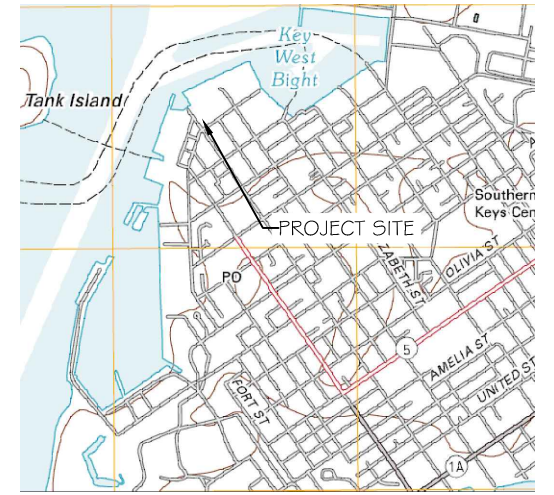 Key
West
Bight
Tank Island
Southern
Keys Cen
PROJECT SITE
ZABETH ST
OLIVIA ST
PO
5
AMELIA ST
UNITED ST
FORT ST
1A